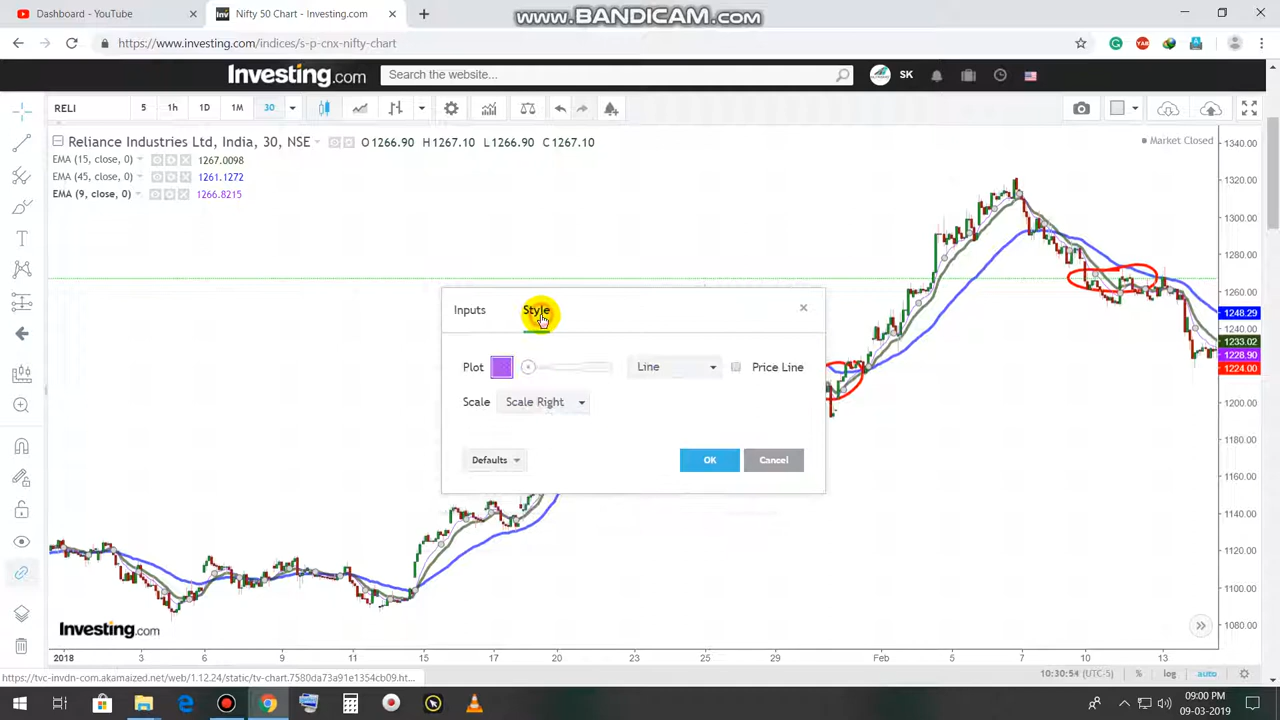 Dashboard - YouTube
Nifty 50 Chart - Investing.com
www.BANDICAM.com
https://www.investing.com/indices/s-p-cnx-nifty-chart
Investing.com
Search the website...
SK
RELI
5
1h
1D
1M
30
Reliance Industries Ltd, India, 30, NSE
O1266.90 H1267.10 L1266.90 C1267.10
Market Closed
EMA (15, close, 0)
1267.0098
EMA (45, close, 0)
1261.1272
EMA (9, close, 0)
1266.8215
1340.00
1320.00
1300.00
1280.00
1260.00
1248.29
1240.00
1233.02
1228.90
1224.00
1200.00
1180.00
1160.00
1140.00
1120.00
1100.00
1080.00
Inputs
Style
Plot
Line
Price Line
Scale
Scale Right
Defaults
OK
Cancel
Investing.com
2018
3
6
9
11
15
17
20
23
25
29
Feb
5
7
10
13
https://tvc-invdn-com.akamaized.net/web/1.12.24/static/tv-chart.7580da73a91e1354cb09.ht...
10:30:54 (UTC-5)
%
log
auto
09:00 PM
09-03-2019